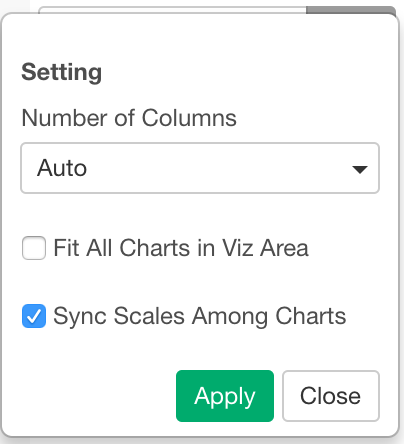 Setting
Number of Columns
Auto
Fit All Charts in Viz Area
Sync Scales Among Charts
Apply Close